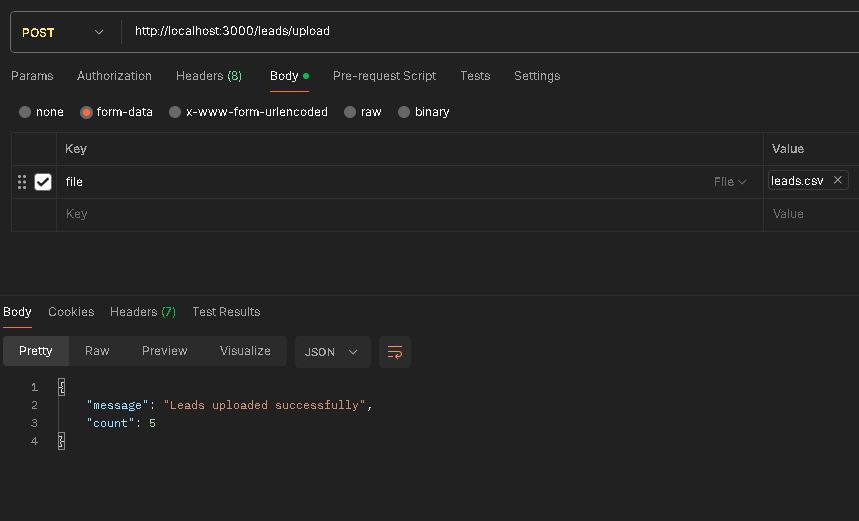 POST http://localhost:3000/leads/upload
Params Authorization Headers (8) Body Pre-request Script Tests Settings
none form-data x-www-form-urlencoded raw binary
Key Value
file File leads.csv
Key Value
Body Cookies Headers (7) Test Results
Pretty Raw Preview Visualize JSON
1 {
2 "message": "Leads uploaded successfully",
3 "count": 5
4 }